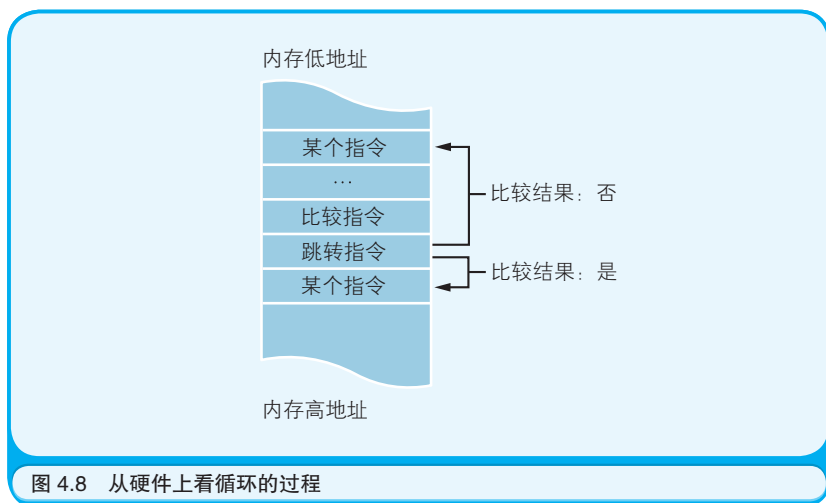 内存低地址
某个指令
…
比较指令
跳转指令
某个指令
比较结果：否
比较结果：是
内存高地址
图 4.8 从硬件上看循环的过程